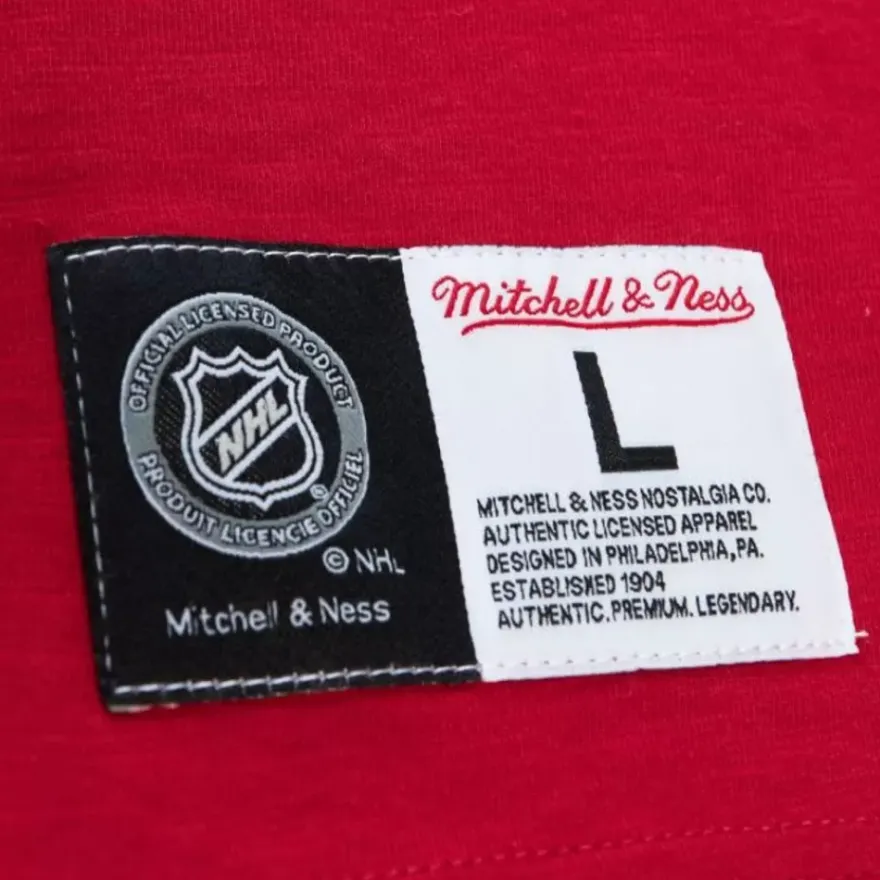 OFFICIAL LICENSED PRODUCT
NHL
PRODUIT LICENCIE OFFICIEL
© NHL
Mitchell & Ness
Mitchell & Ness
L
MITCHELL & NESS NOSTALGIA CO.
AUTHENTIC LICENSED APPAREL
DESIGNED IN PHILADELPHIA, PA.
ESTABLISHED 1904
AUTHENTIC. PREMIUM. LEGENDARY.